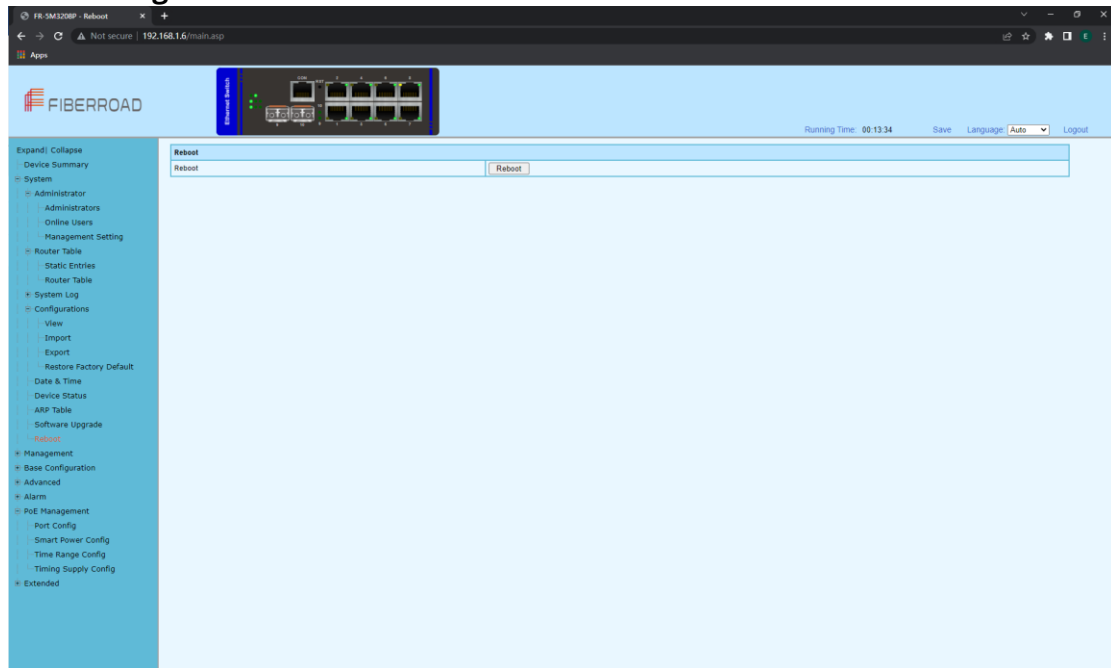 FR-5M3208P - Reboot
Not secure | 192.168.1.6/main.asp
E
Apps
FIBERROAD
Ethernet Switch
Running Time: 00:13:34 Save Language: Auto Logout
Expand| Collapse
Device Summary
System
Administrator
Administrators
Online Users
Management Setting
Router Table
Static Entries
Router Table
System Log
Configurations
View
Import
Export
Restore Factory Default
Date & Time
Device Status
ARP Table
Software Upgrade
Reboot
Management
Base Configuration
Advanced
Alarm
PoE Management
Port Config
Smart Power Config
Time Range Config
Timing Supply Config
Extended
Reboot
Reboot Reboot